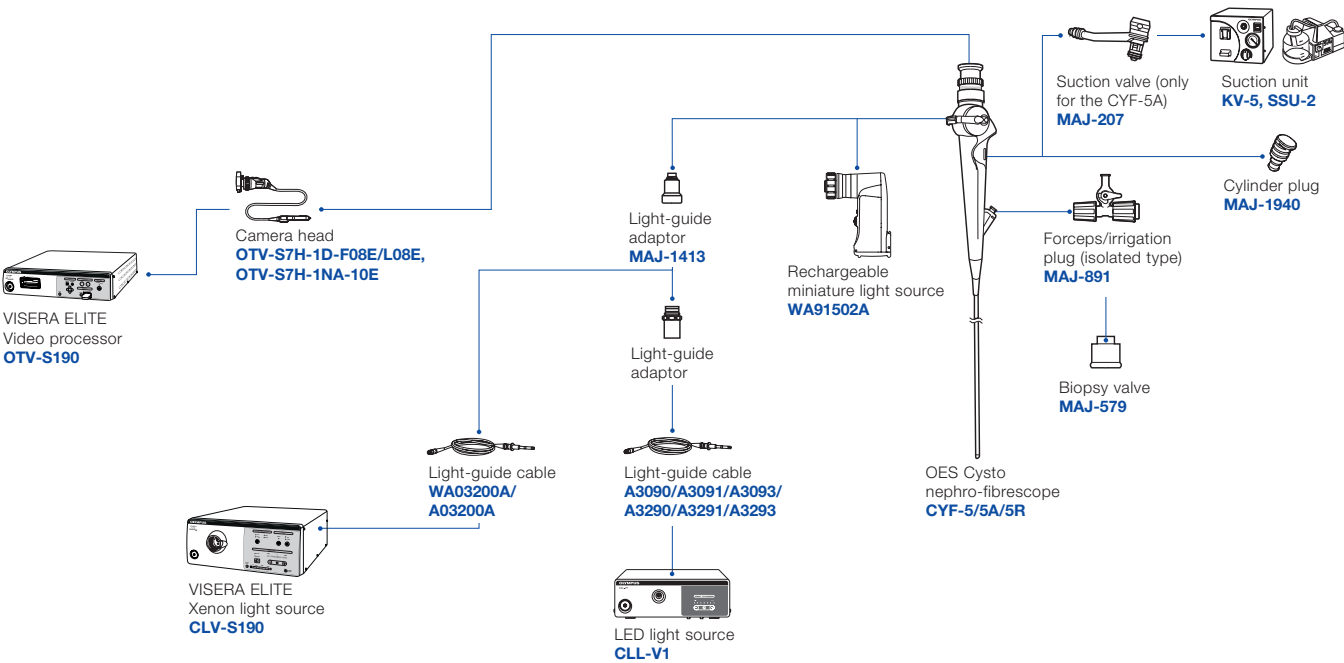 Suction valve (only
for the CYF-5A)
MAJ-207
Suction unit
KV-5, SSU-2
Cylinder plug
MAJ-1940
Camera head
OTV-S7H-1D-F08E/L08E,
OTV-S7H-1NA-10E
Light-guide
adaptor
MAJ-1413
Rechargeable
miniature light source
WA91502A
Forceps/irrigation
plug (isolated type)
MAJ-891
VISERA ELITE
Video processor
OTV-S190
Light-guide
adaptor
Biopsy valve
MAJ-579
Light-guide cable
WA03200A/
A03200A
Light-guide cable
A3090/A3091/A3093/
A3290/A3291/A3293
OES Cysto
nephro-fibrescope
CYF-5/5A/5R
OLYMPUS
VISERA ELITE
Xenon light source
CLV-S190
OLYMPUS
LED light source
CLL-V1